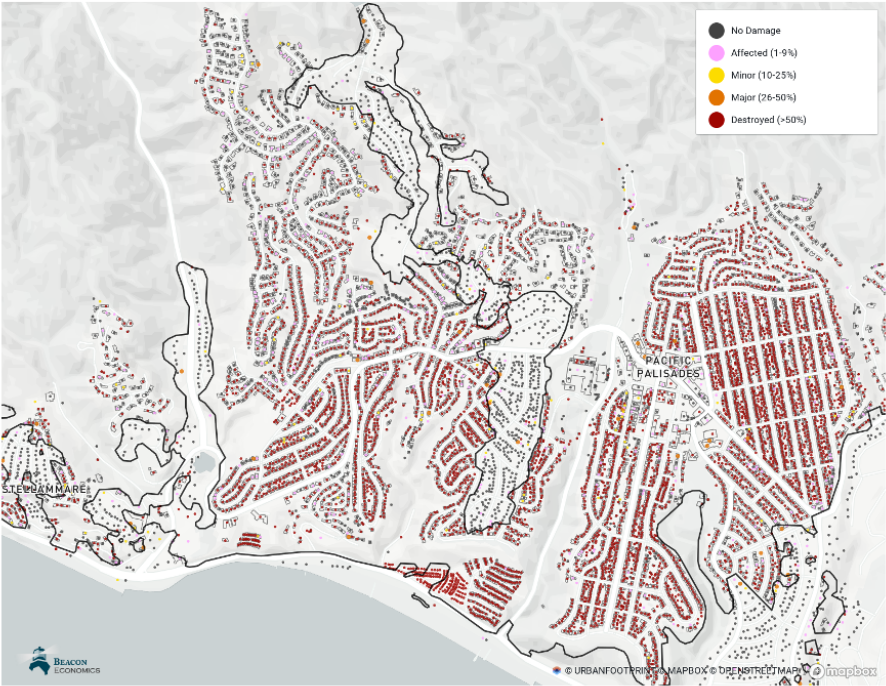 No Damage
Affected (1-9%)
Minor (10-25%)
Major (26-50%)
Destroyed (>50%)
PACIFIC
PALISADES
STELLAMMARE
BEACON
ECONOMICS
© URBANFOOTPRINT © MAPBOX © OPENSTREETMAP
mapbox